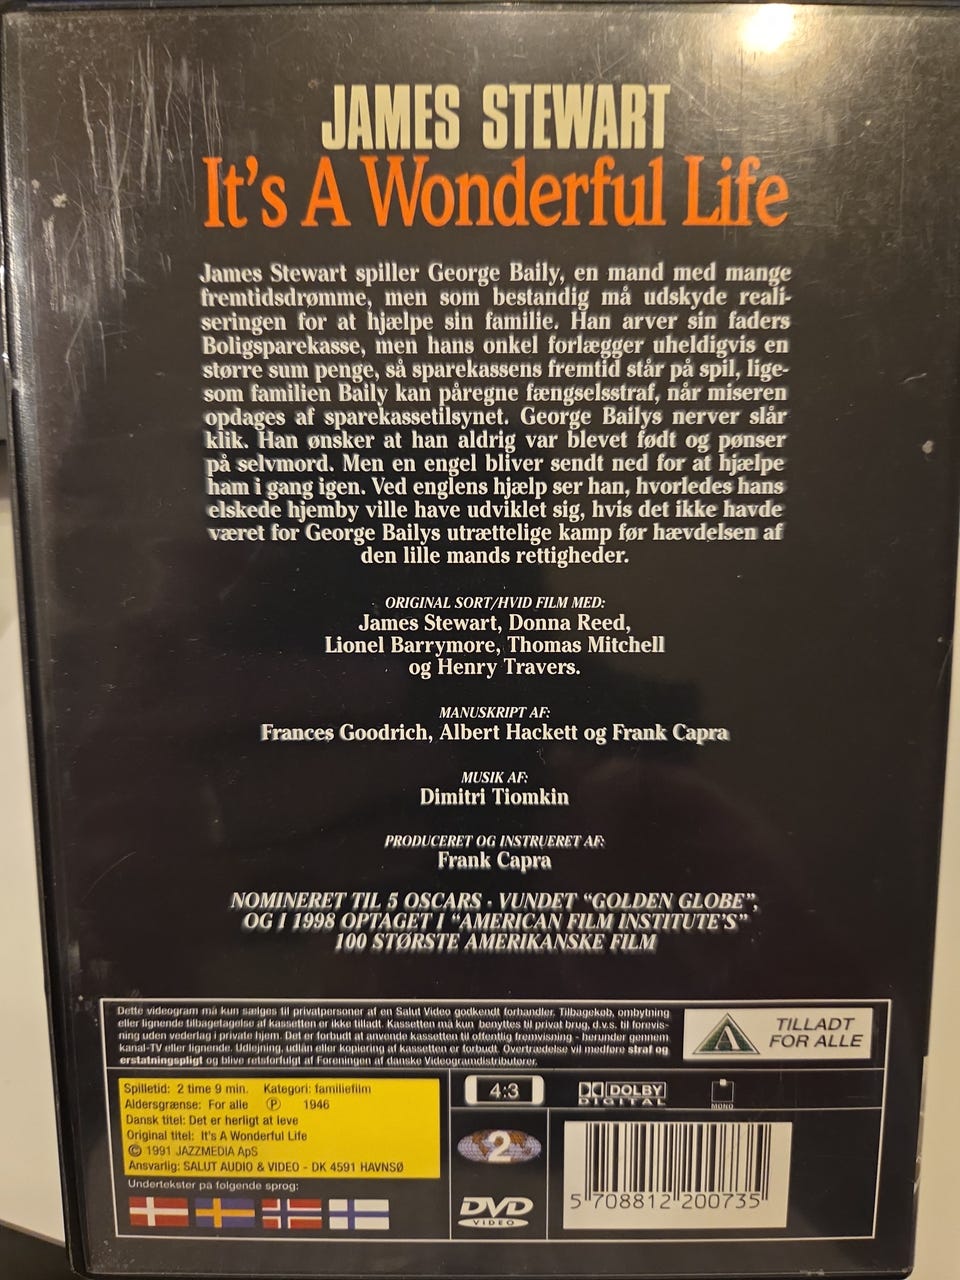 JAMES STEWART
It's A Wonderful Life
James Stewart spiller George Baily, en mand med mange
fremtidsdrømme, men som bestandig må udskyde reali-
seringen for at hjælpe sin familie. Han arver sin faders
Boligsparekasse, men hans onkel forlægger uheldigvis en
større sum penge, så sparekassens fremtid står på spil, lige-
som familien Baily kan påregne fængselsstraf, når miseren
opdages af sparekassetilsynet. George Bailys nerver slår
klik. Han ønsker at han aldrig var blevet født og pønser
på selvmord. Men en engel bliver sendt ned for at hjælpe
ham i gang igen. Ved englens hjælp ser han, hvorledes hans
elskede hjemby ville have udviklet sig, hvis det ikke havde
været for George Bailys utrættelige kamp før hævdelsen af
den lille mands rettigheder.
ORIGINAL SORT/HVID FILM MED:
James Stewart, Donna Reed,
Lionel Barrymore, Thomas Mitchell
og Henry Travers.
MANUSKRIPT AF:
Frances Goodrich, Albert Hackett og Frank Capra
MUSIK AF:
Dimitri Tiomkin
PRODUCERET OG INSTRUERET AF:
Frank Capra
NOMINERET TIL 5 OSCARS · VUNDET “GOLDEN GLOBE”,
OG I 1998 OPTAGET I “AMERICAN FILM INSTITUTE'S”
100 STØRSTE AMERIKANSKE FILM
Dette videogram må kun sælges til privatpersoner af en Salut Video godkendt forhandler. Tilbagekøb, ombytning
eller lignende tilbagetagelse af kassetten er ikke tilladt. Kassetten må kun benyttes til privat brug, d.v.s. til forevis-
ning uden vederlag i private hjem. Det er forbudt at anvende kassetten til offentlig fremvisning - herunder gennem
kanal-TV eller lignende. Udlejning, udlån eller kopiering af kassetten er forbudt. Overtrædelse vil medføre straf og
erstatningspligt og blive retsforfulgt af Foreningen af danske Videogramdistributører.
A
TILLADT
FOR ALLE
Spilletid: 2 time 9 min. Kategori: familiefilm
Aldersgrænse: For alle Ⓟ 1946
Dansk titel: Det er herligt at leve
Original titel: It's A Wonderful Life
© 1991 JAZZMEDIA ApS
Ansvarlig: SALUT AUDIO & VIDEO - DK 4591 HAVNSØ
Undertekster på følgende sprog:
4:3
DOLBY
DIGITAL
MONO
2
DVD
VIDEO
5 708812 200735